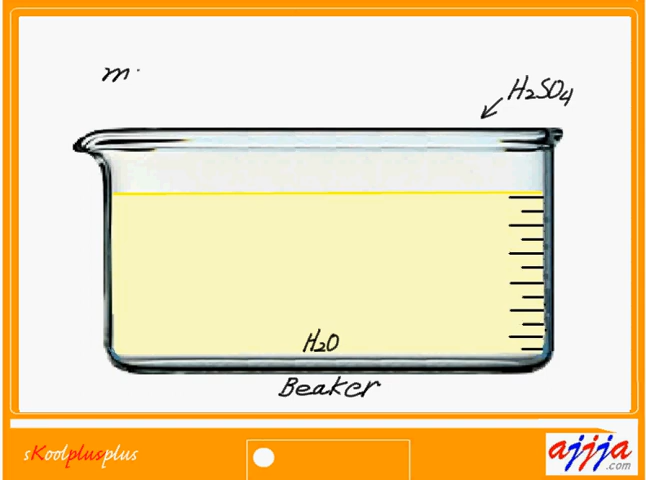 m.
H₂SO₄
H₂O
Beaker
sKoolplusplus
ajjja
.com